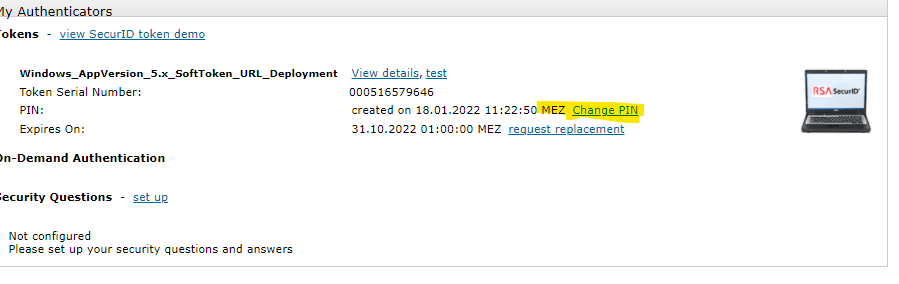 My Authenticators
Tokens - view SecurID token demo
Windows_AppVersion_5.x_SoftToken_URL_Deployment View details, test
Token Serial Number: 000516579646
PIN: created on 18.01.2022 11:22:50 MEZ Change PIN
Expires On: 31.10.2022 01:00:00 MEZ request replacement
RSA SecurID
On-Demand Authentication
Security Questions - set up
Not configured
Please set up your security questions and answers